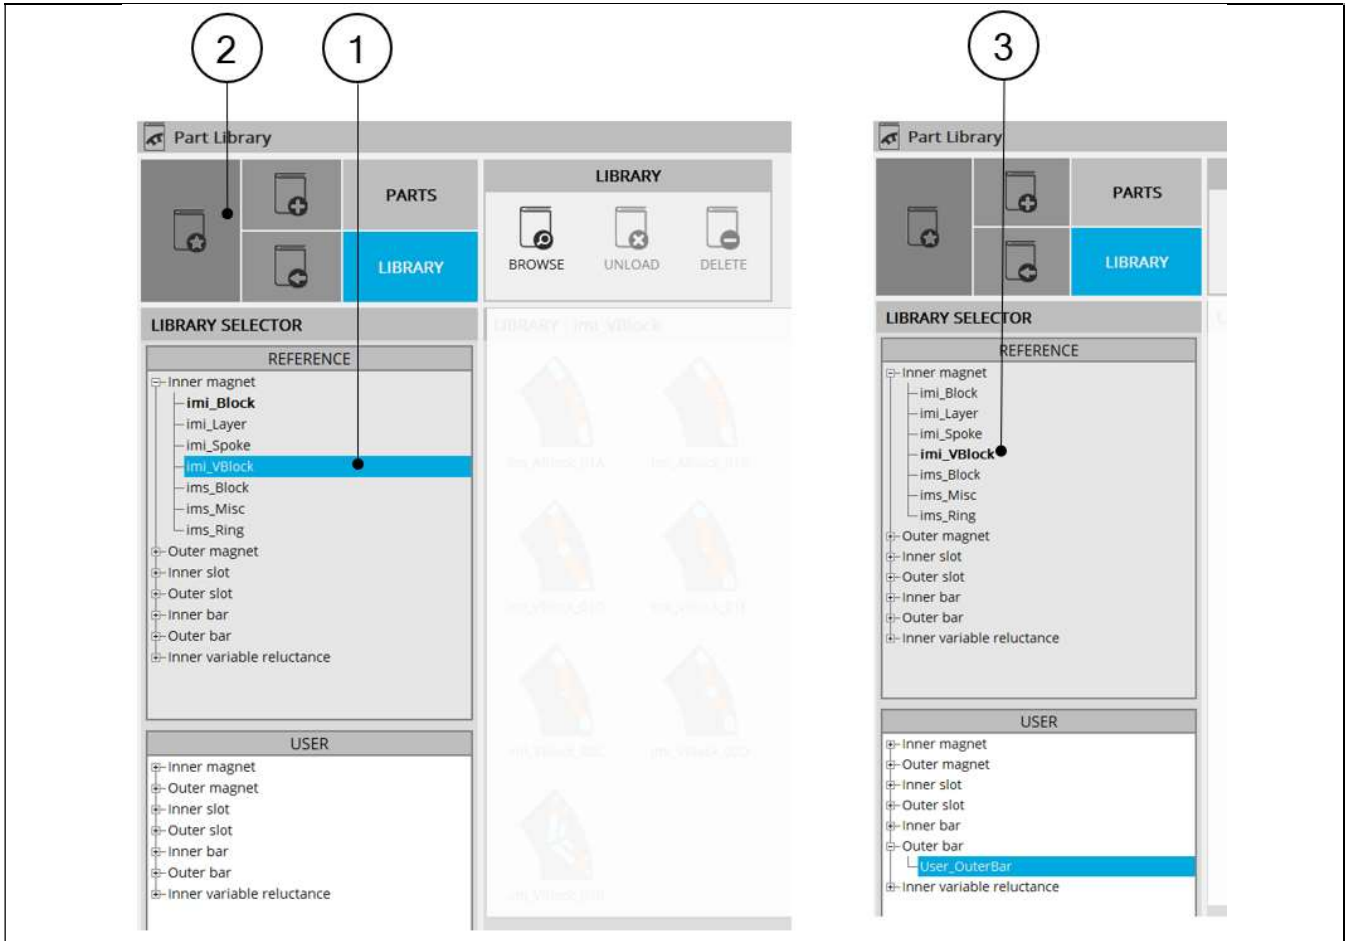 2
1
3
Part Library
PARTS
LIBRARY
LIBRARY
BROWSE
UNLOAD
DELETE
LIBRARY SELECTOR
LIBRARY : imi_VBlock
REFERENCE
Inner magnet
imi_Block
imi_Layer
imi_Spoke
imi_VBlock
ims_Block
ims_Misc
ims_Ring
Outer magnet
Inner slot
Outer slot
Inner bar
Outer bar
Inner variable reluctance
USER
Inner magnet
Outer magnet
Inner slot
Outer slot
Inner bar
Outer bar
Inner variable reluctance
Part Library
PARTS
LIBRARY
LIBRARY SELECTOR
REFERENCE
Inner magnet
imi_Block
imi_Layer
imi_Spoke
imi_VBlock
ims_Block
ims_Misc
ims_Ring
Outer magnet
Inner slot
Outer slot
Inner bar
Outer bar
Inner variable reluctance
USER
Inner magnet
Outer magnet
Inner slot
Outer slot
Inner bar
Outer bar
User_OuterBar
Inner variable reluctance